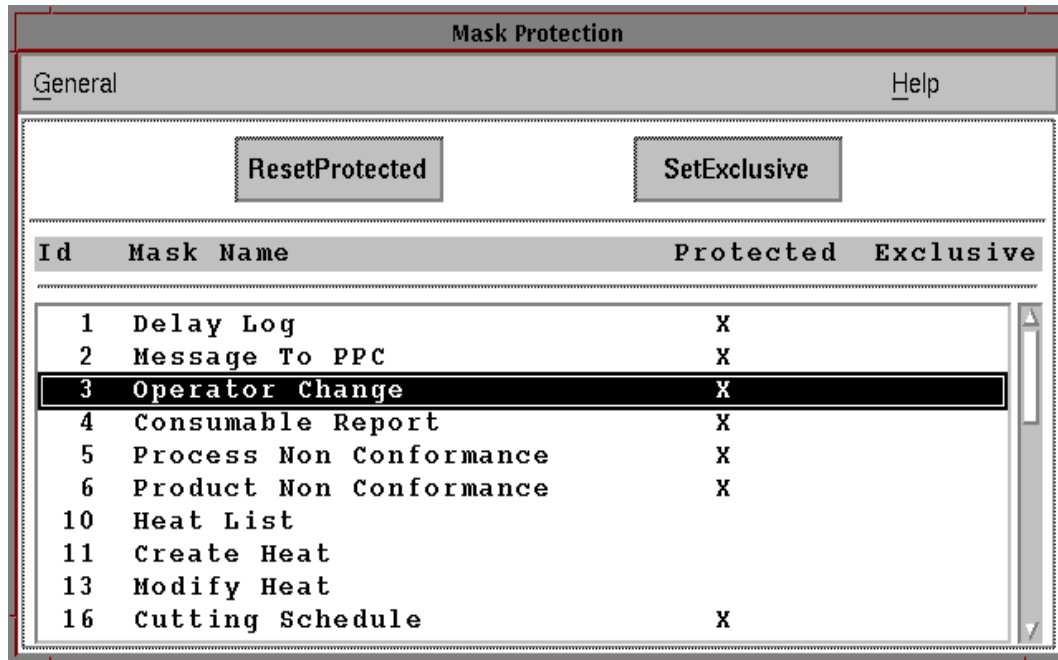 Mask Protection
General Help
ResetProtected SetExclusive
Id Mask Name Protected Exclusive
1 Delay Log X
2 Message To PPC X
3 Operator Change X
4 Consumable Report X
5 Process Non Conformance X
6 Product Non Conformance X
10 Heat List
11 Create Heat
13 Modify Heat
16 Cutting Schedule X